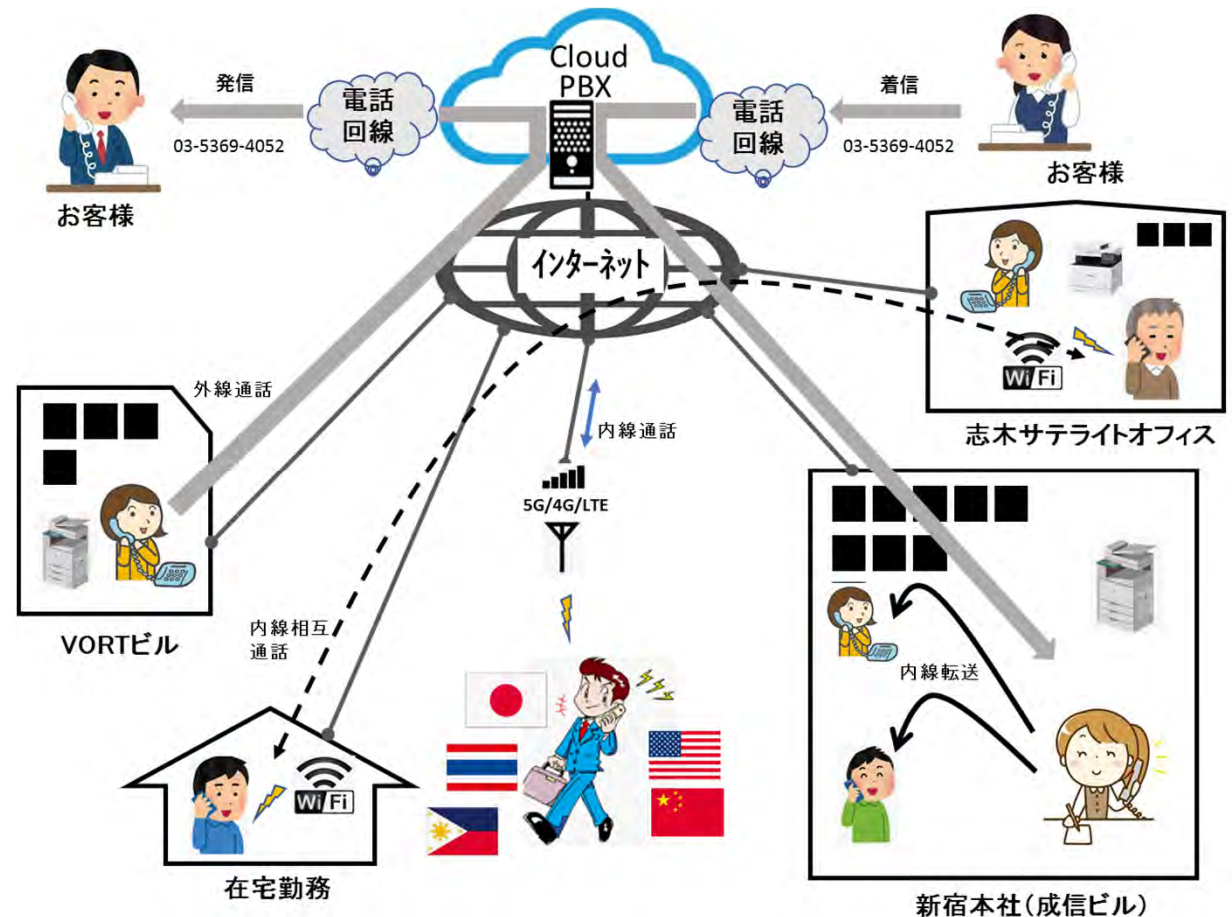 Cloud
PBX
発信
電話
回線
03-5369-4052
電話
回線
着信
03-5369-4052
お客様
お客様
インターネット
Wi Fi
志木サテライトオフィス
外線通話
内線通話
5G/4G/LTE
VORTビル
内線相互
通話
内線転送
Wi Fi
在宅勤務
新宿本社(成信ビル)